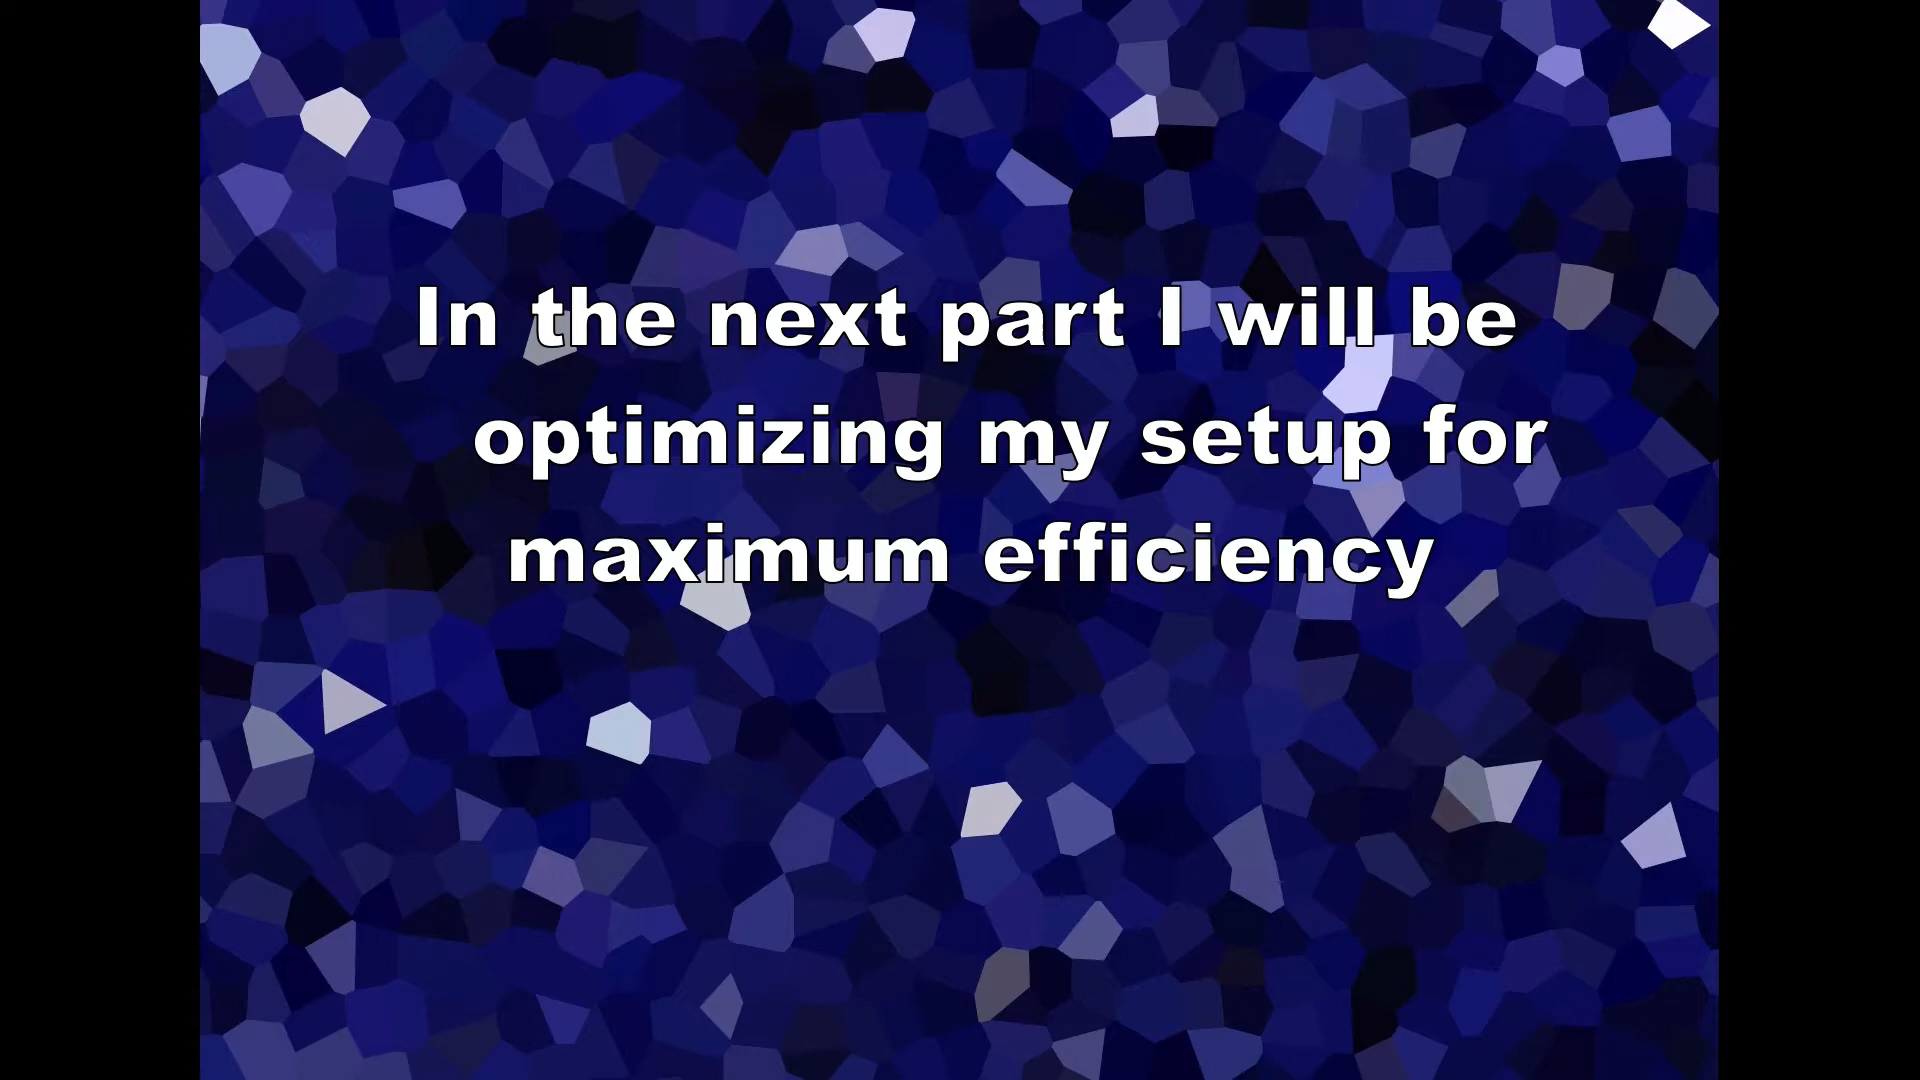 In the next part I will be
optimizing my setup for
maximum efficiency